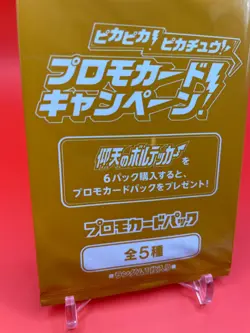 ピカピカ!ピカチュウ!
プロモカード
キャンペーン!
仰天のボルテッカーを
6パック購入すると、
プロモカードパックをプレゼント!
プロモカードパック
全5種